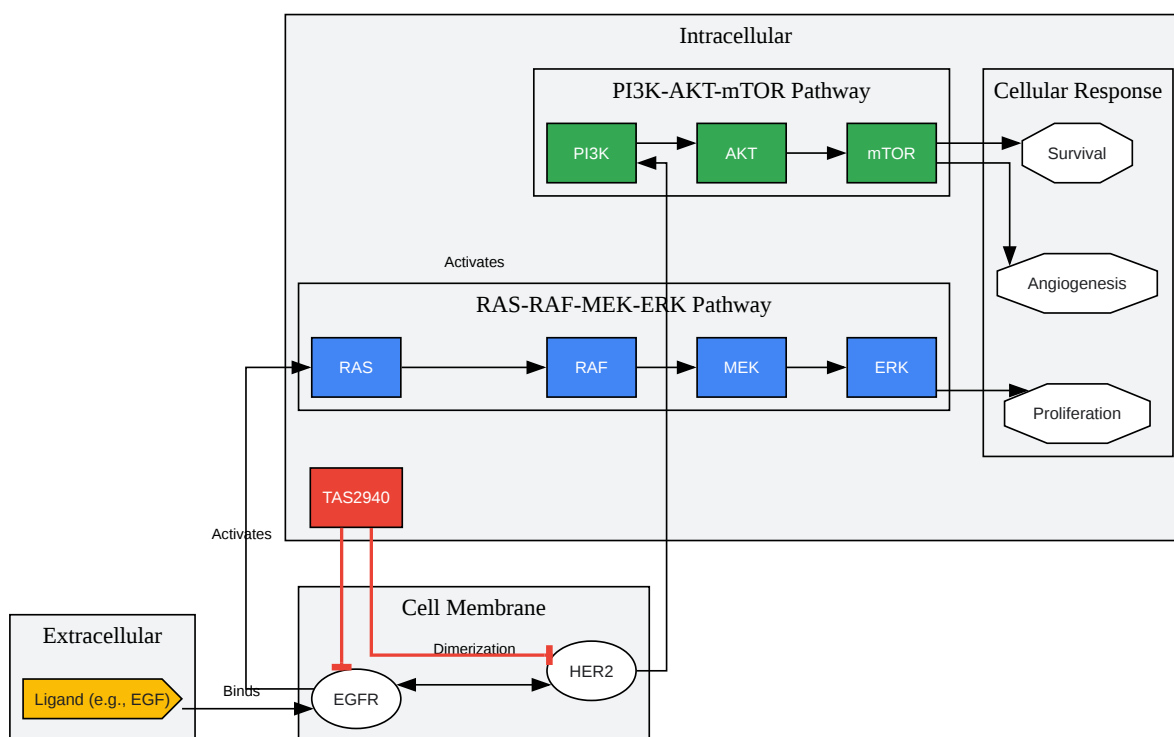 Intracellular
PI3K-AKT-mTOR Pathway
Cellular Response
PI3K
AKT
mTOR
Survival
Activates
Angiogenesis
RAS-RAF-MEK-ERK Pathway
RAS
RAF
MEK
ERK
Proliferation
TAS2940
Activates
Cell Membrane
Extracellular
Dimerization
HER2
Ligand (e.g., EGF)
Binds
EGFR